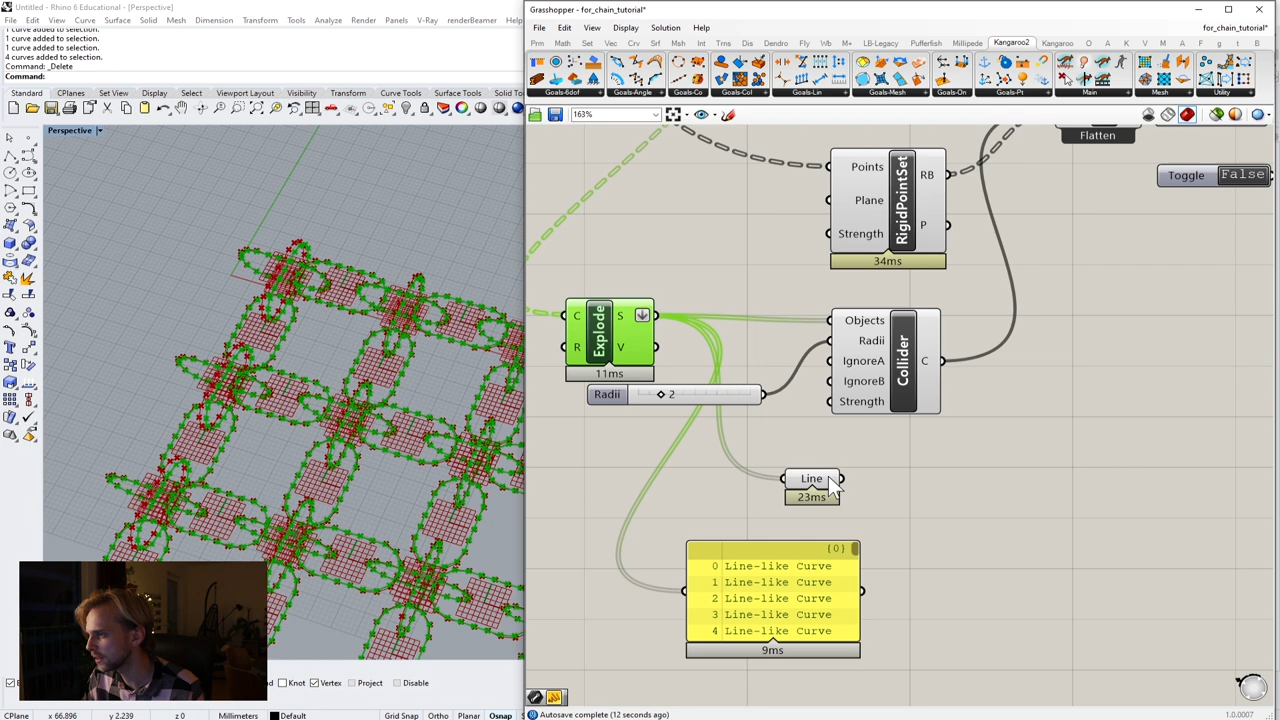 Untitled - Rhino 6 Educational - [Perspective]
File Edit View Curve Surface Solid Mesh Dimension Transform Tools Analyze Render Panels V-Ray renderBeamer Help
1 curve added to selection.
1 curve added to selection.
4 curves added to selection.
Command: _Delete
Command:
Standard CPlanes Set View Display Select Viewport Layout Visibility Transform Curve Tools Surface Tools Solid To
Perspective
Knot Vertex Project Disable
CPlane x 66.896 y 2.239 z 0 Millimeters Default Grid Snap Ortho Planar Osnap
Grasshopper - for_chain_tutorial*
File Edit View Display Solution Help for_chain_tutorial*
Prm Math Set Vec Crv Srf Msh Int Trns Dis Dendro Fly Wb M+ LB-Legacy Pufferfish Millipede Kangaroo2 Kangaroo O A K V M A F g t B
Goals-6dof Goals-Angle Goals-Co Goals-Col Goals-Lin Goals-Mesh Goals-On Goals-Pt Main Mesh Utility
163%
Flatten
Points RB
Plane RigidPointSet
Strength P
34ms
Toggle False
C S Explode
R V
11ms
Radii 2
Objects
Radii
IgnoreA Collider C
IgnoreB
Strength
Line
23ms
{0}
0 Line-like Curve
1 Line-like Curve
2 Line-like Curve
3 Line-like Curve
4 Line-like Curve
9ms
Autosave complete (12 seconds ago) 1.0.0007